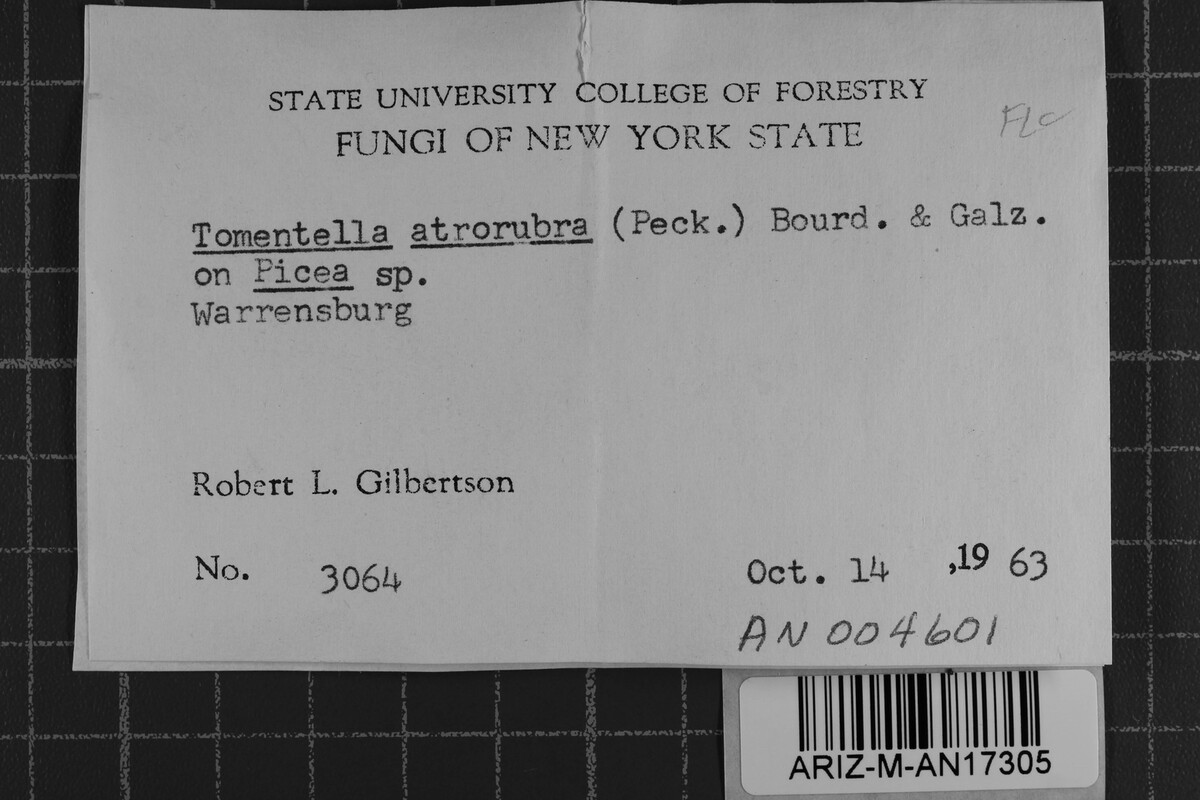 STATE UNIVERSITY COLLEGE OF FORESTRY
FUNGI OF NEW YORK STATE
Tomentella atrorubra (Peck.) Bourd. & Galz.
on Picea sp.
Warrensburg
Robert L. Gilbertson
No. 3064
Oct. 14 ,19 63
AN 004601
ARIZ-M-AN17305